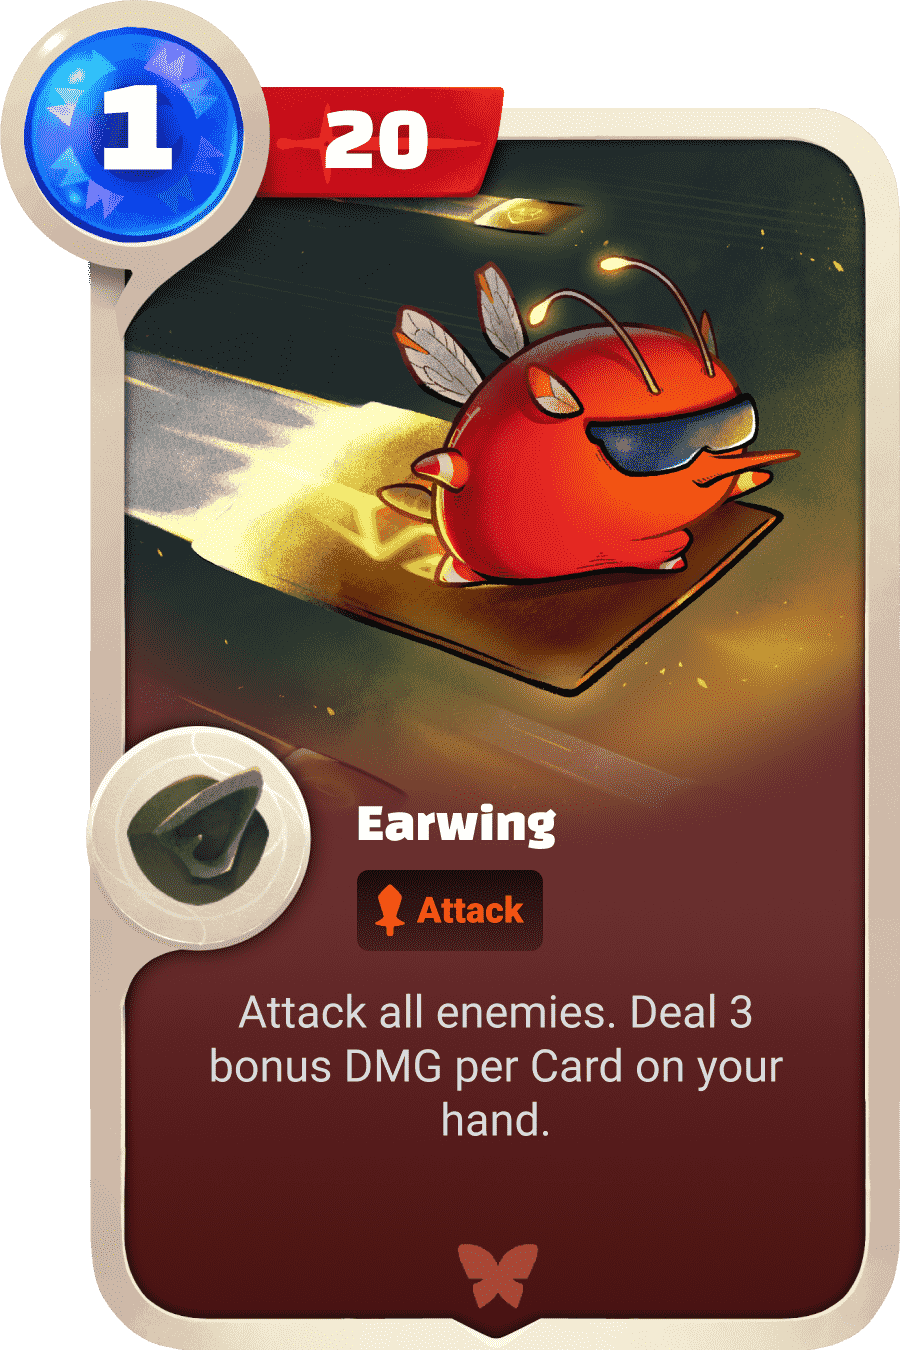 1
20
Earwing
Attack
Attack all enemies. Deal 3
bonus DMG per Card on your
hand.